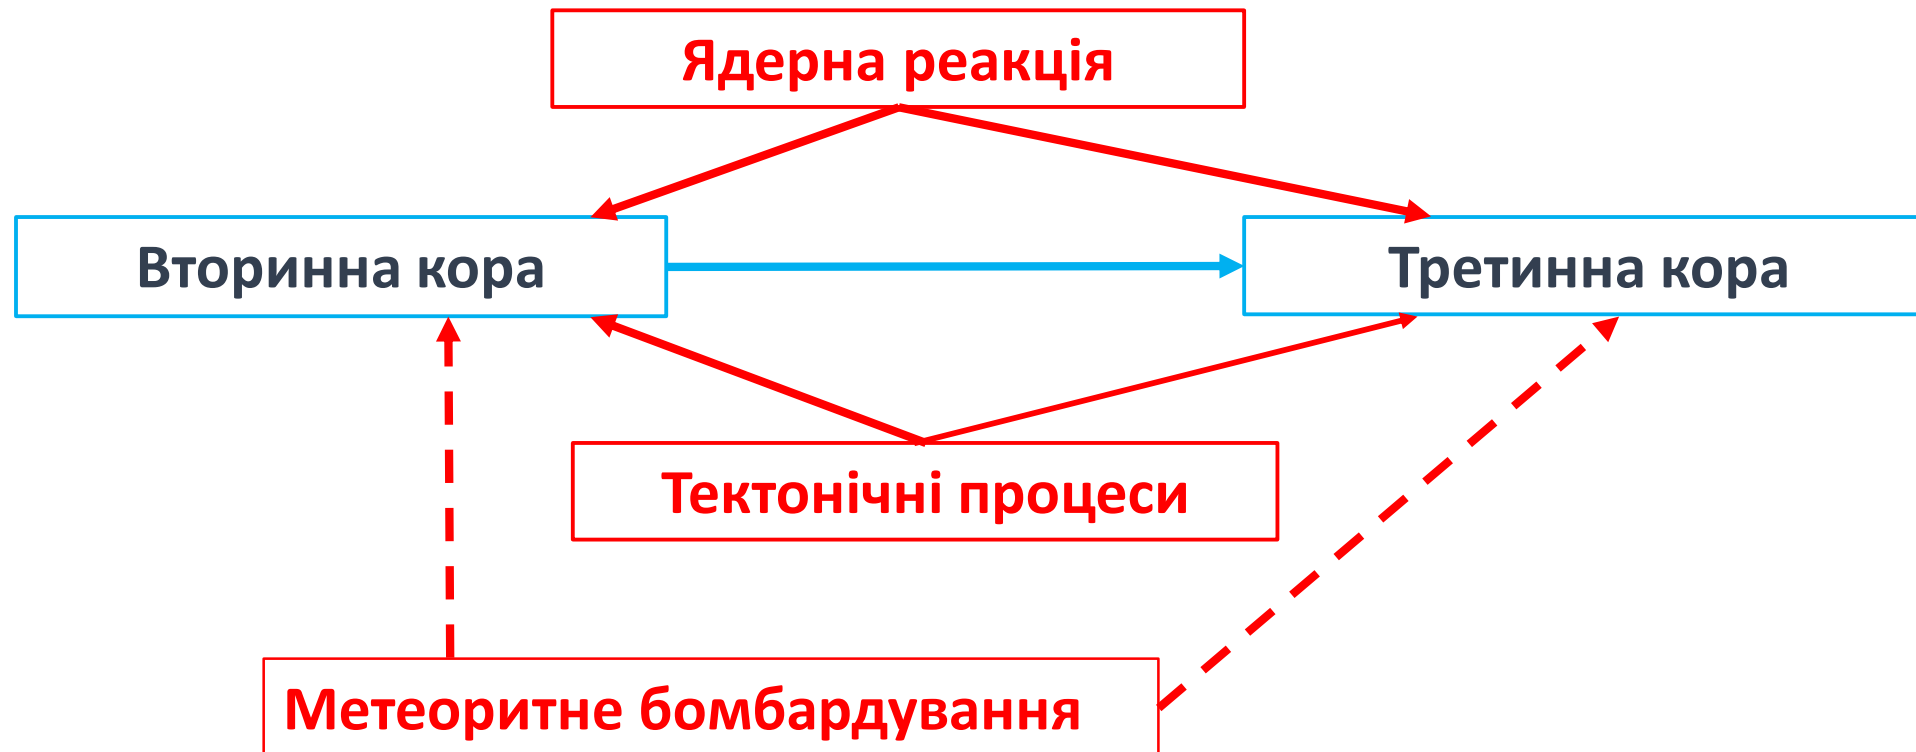 Ядерна реакція
Вторинна кора
Третинна кора
Тектонічні процеси
Метеоритне бомбардування